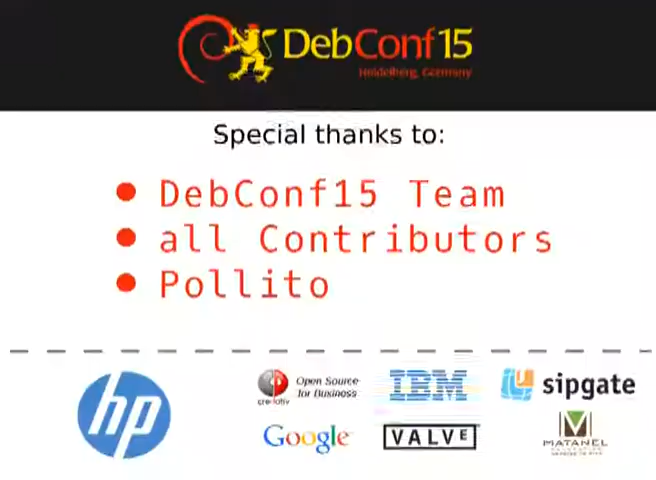 DebConf15
Heidelberg, Germany
Special thanks to:
DebConf15 Team
all Contributors
Pollito
hp
Open Source
for Business
credativ
IBM
sipgate
Google
VALVE
MATANEL